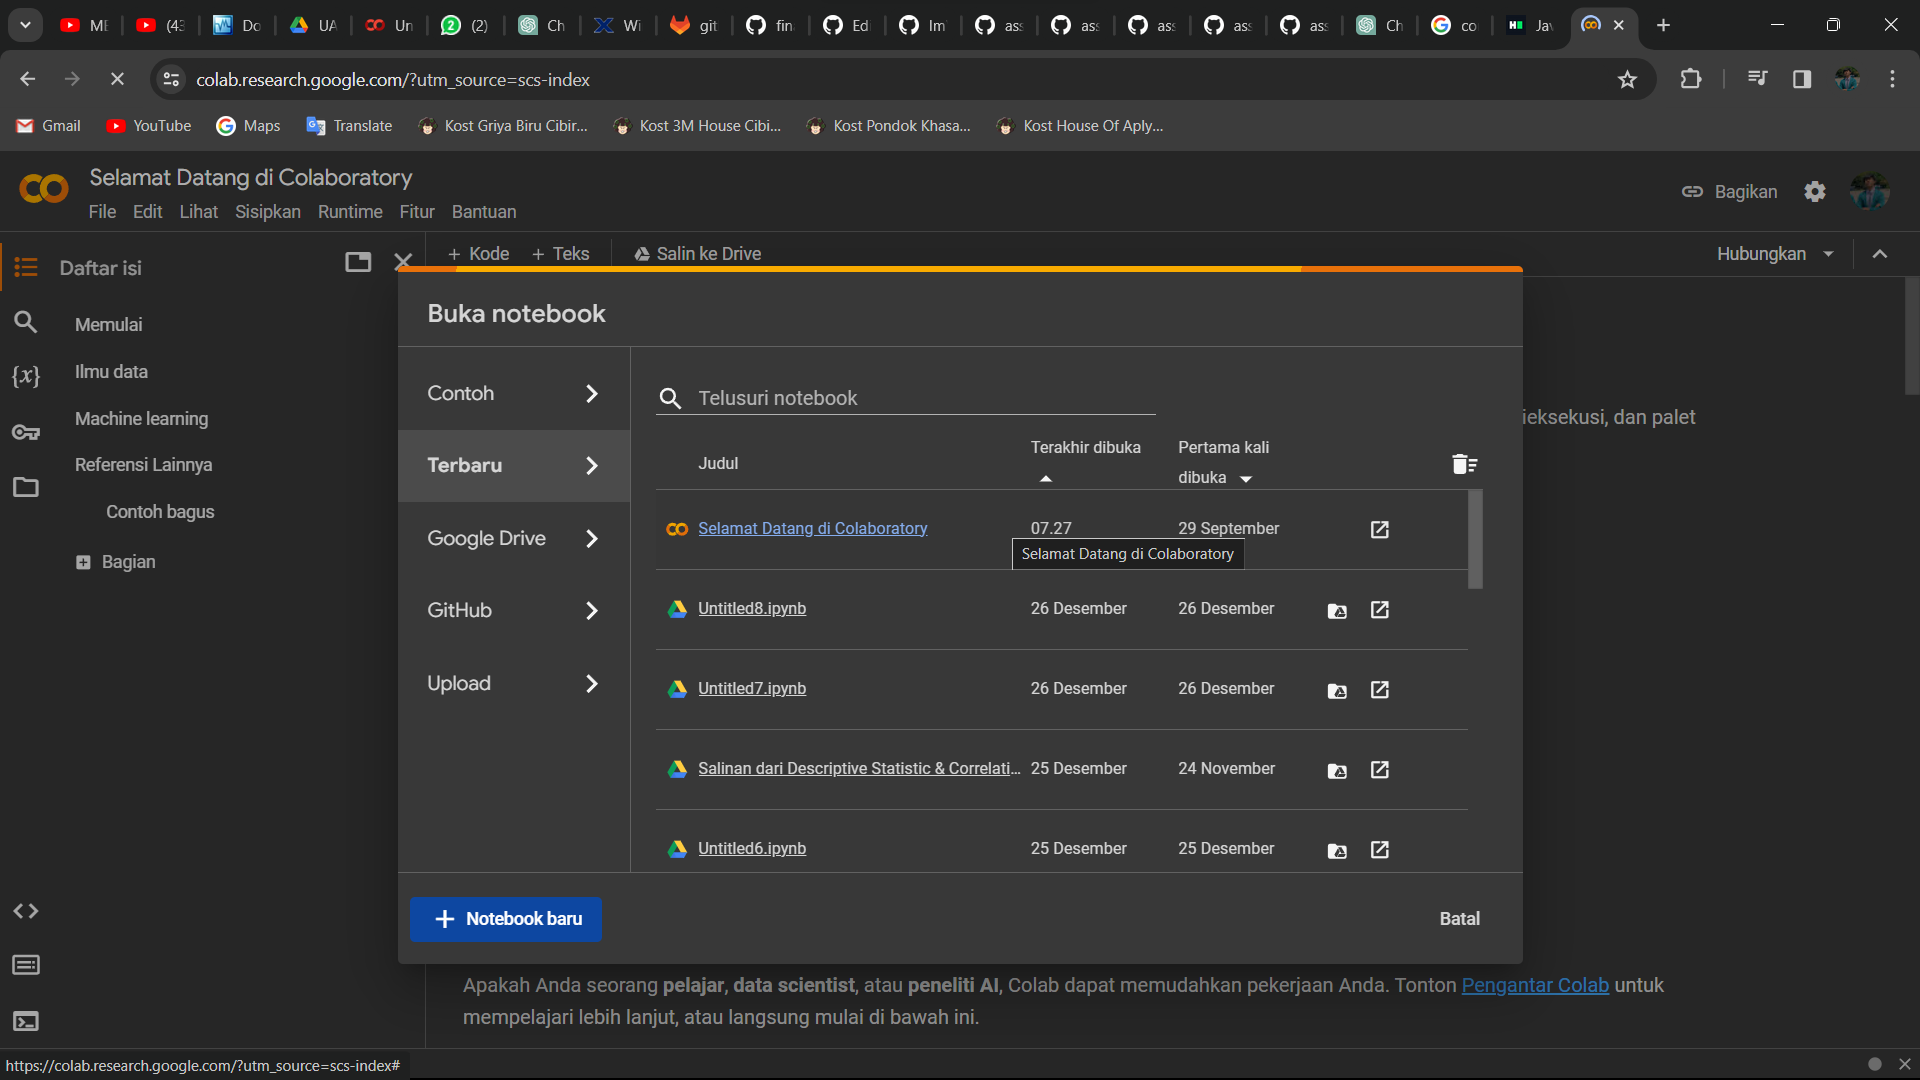 ME
(43
Do
UA
Un
(2)
Ch
Wi
git
fin
Edi
Im
ass
ass
ass
ass
ass
Ch
co
Jav
colab.research.google.com/?utm_source=scs-index
Gmail
YouTube
Maps
Translate
Kost Griya Biru Cibir...
Kost 3M House Cibi...
Kost Pondok Khasa...
Kost House Of Aply...
Selamat Datang di Colaboratory
File Edit Lihat Sisipkan Runtime Fitur Bantuan
Bagikan
Daftar isi
+ Kode + Teks Salin ke Drive
Hubungkan
Memulai
Ilmu data
Machine learning
Referensi Lainnya
Contoh bagus
Bagian
Buka notebook
Contoh
Terbaru
Google Drive
GitHub
Upload
Telusuri notebook
Judul
Terakhir dibuka
Pertama kali
dibuka
Selamat Datang di Colaboratory 07.27 29 September
Selamat Datang di Colaboratory
Untitled8.ipynb 26 Desember 26 Desember
Untitled7.ipynb 26 Desember 26 Desember
Salinan dari Descriptive Statistic & Correlati... 25 Desember 24 November
Untitled6.ipynb 25 Desember 25 Desember
+ Notebook baru
Batal
ieksekusi, dan palet
Apakah Anda seorang pelajar, data scientist, atau peneliti AI, Colab dapat memudahkan pekerjaan Anda. Tonton Pengantar Colab untuk
mempelajari lebih lanjut, atau langsung mulai di bawah ini.
https://colab.research.google.com/?utm_source=scs-index#